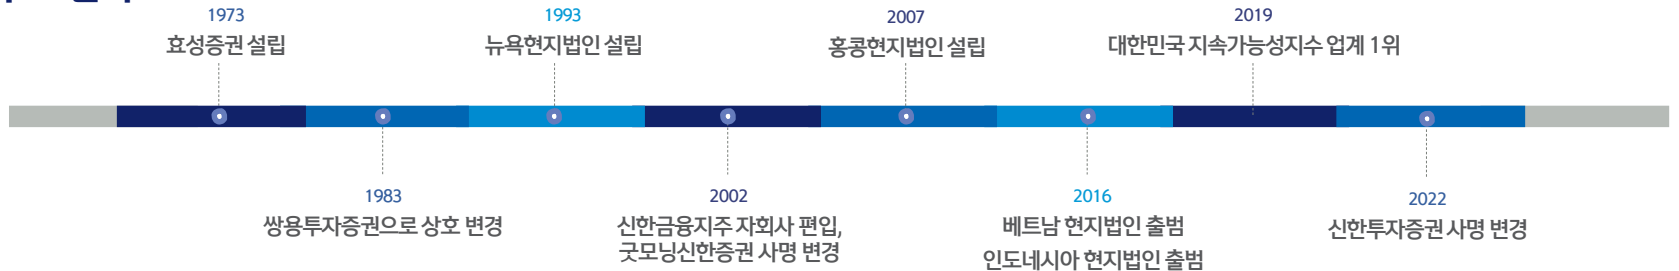 1973
효성증권 설립
1983
쌍용투자증권으로 상호 변경
1993
뉴욕현지법인 설립
2002
신한금융지주 자회사 편입,
굿모닝신한증권 사명 변경
2007
홍콩현지법인 설립
2016
베트남 현지법인 출범
인도네시아 현지법인 출범
2019
대한민국 지속가능성지수 업계 1위
2022
신한투자증권 사명 변경